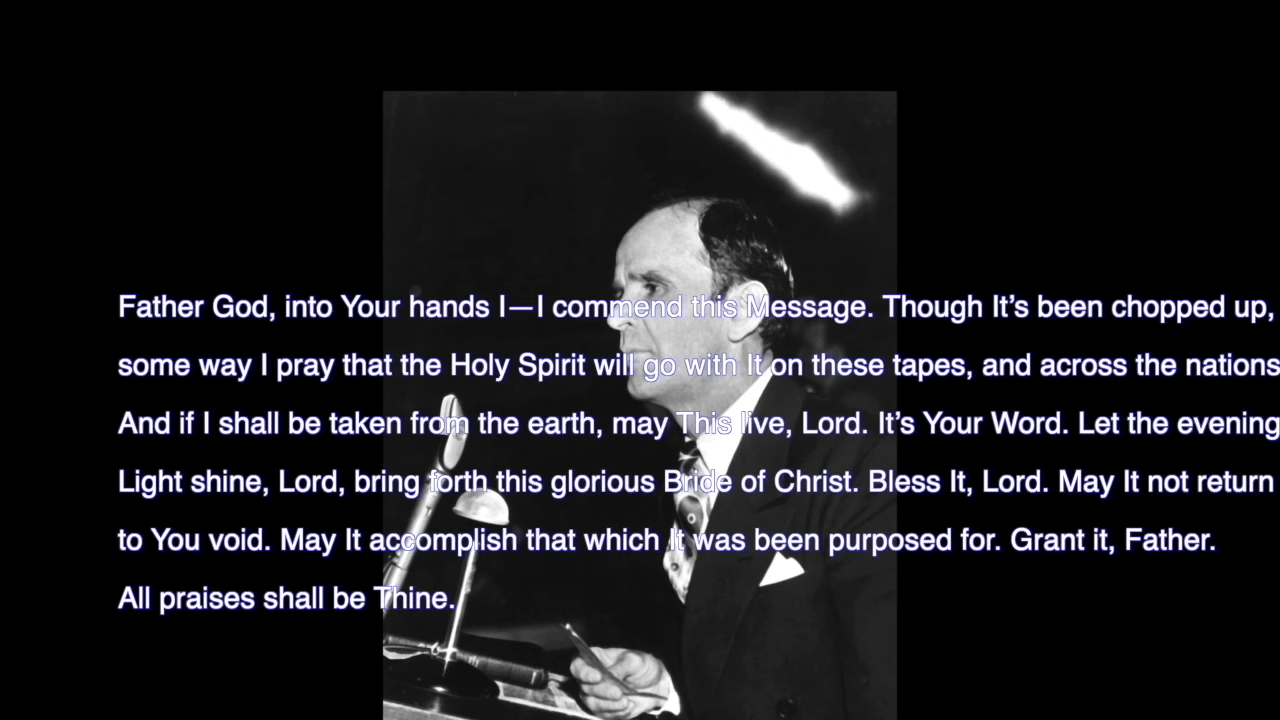 Father God, into Your hands I—I commend this Message. Though It’s been chopped up,
some way I pray that the Holy Spirit will go with It on these tapes, and across the nations
And if I shall be taken from the earth, may This live, Lord. It’s Your Word. Let the evening
Light shine, Lord, bring forth this glorious Bride of Christ. Bless It, Lord. May It not return
to You void. May It accomplish that which It was been purposed for. Grant it, Father.
All praises shall be Thine.